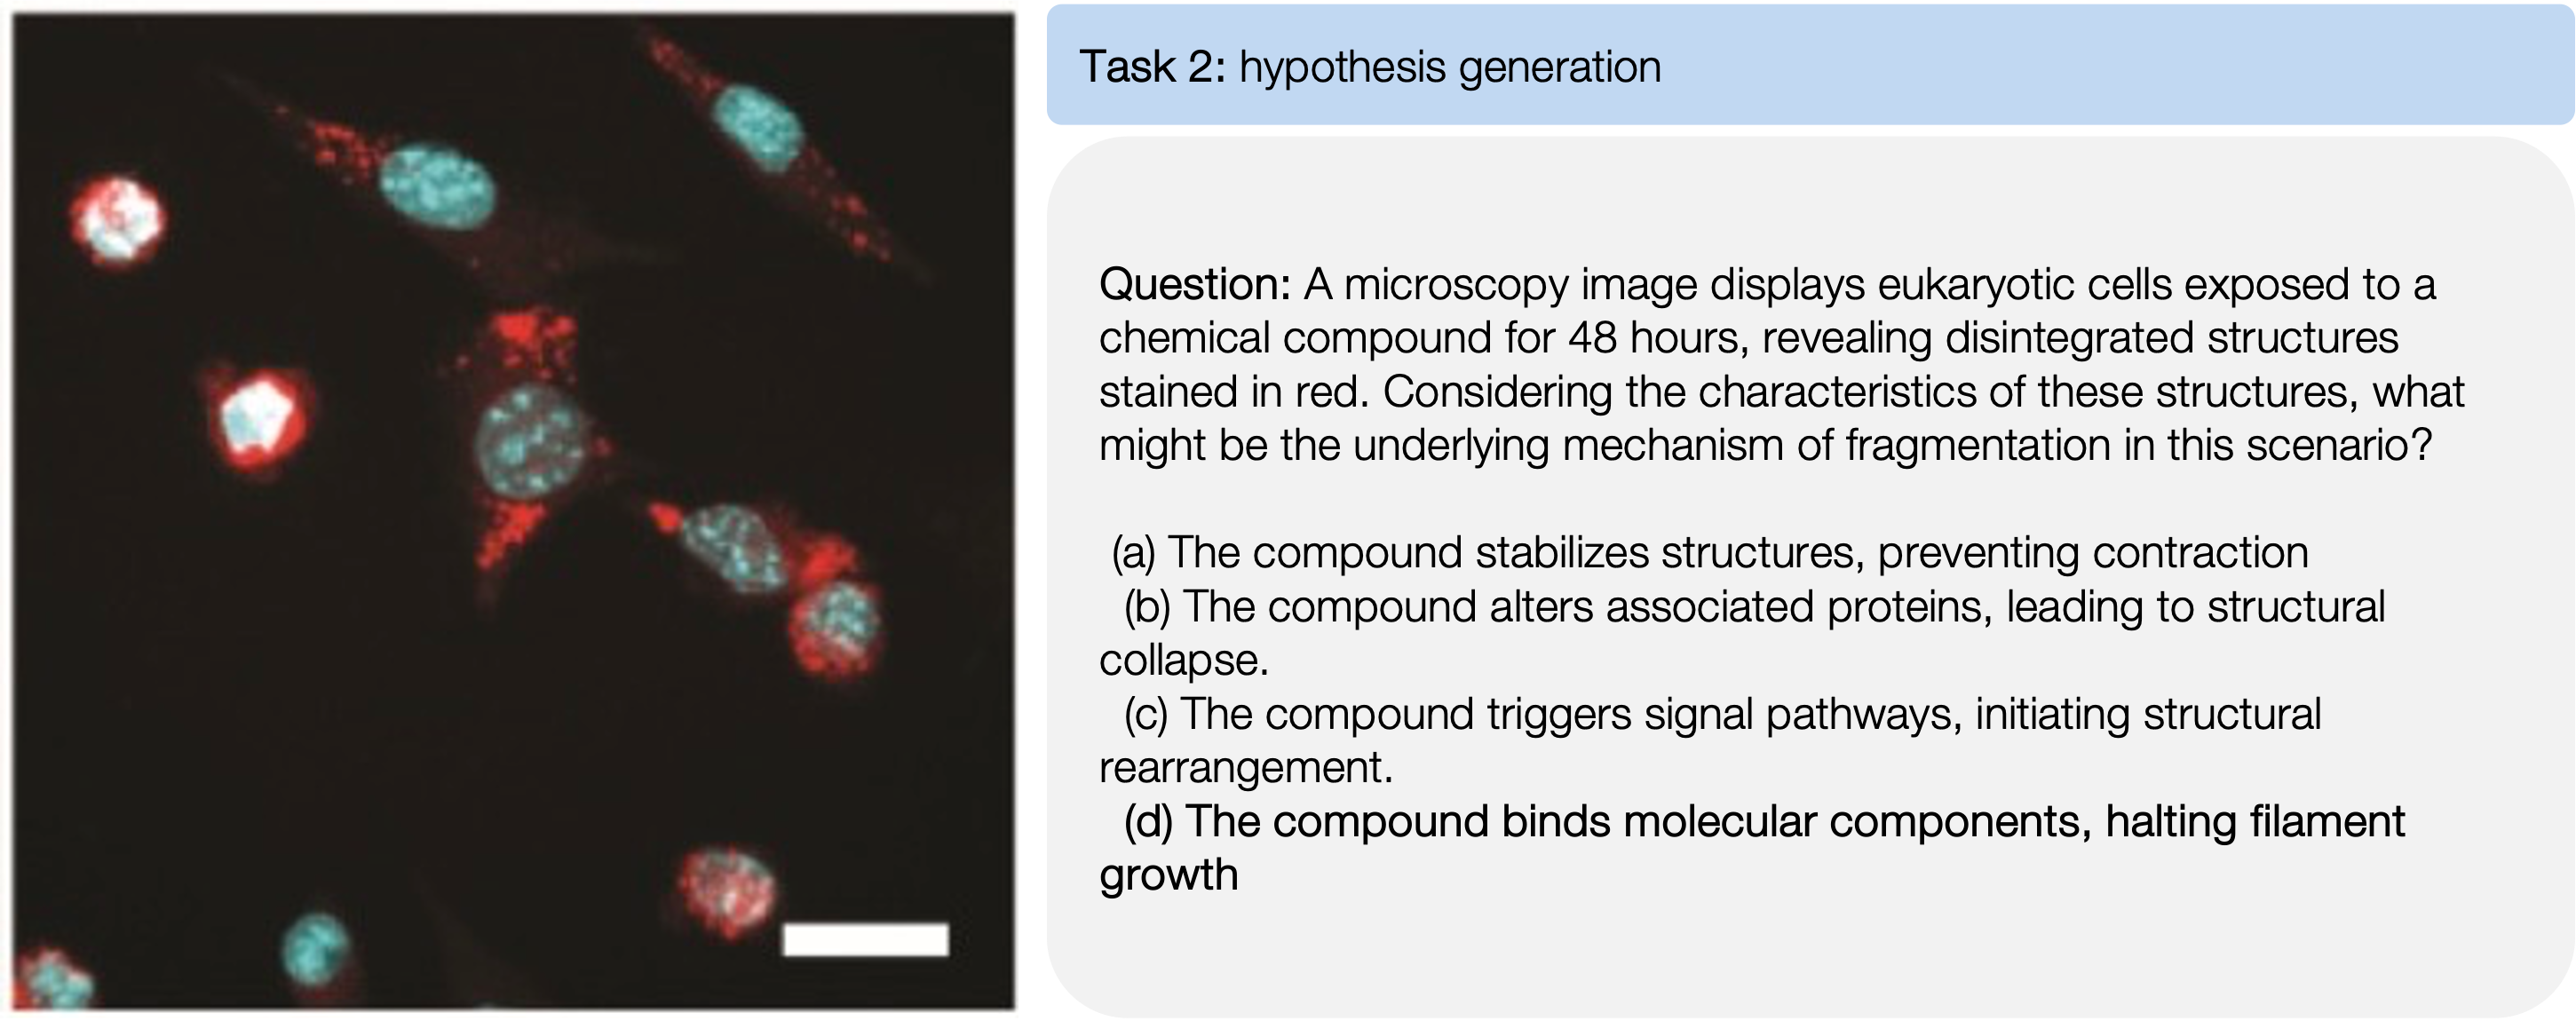 Task 2: hypothesis generation
Question: A microscopy image displays eukaryotic cells exposed to a
chemical compound for 48 hours, revealing disintegrated structures
stained in red. Considering the characteristics of these structures, what
might be the underlying mechanism of fragmentation in this scenario?
(a) The compound stabilizes structures, preventing contraction
(b) The compound alters associated proteins, leading to structural
collapse.
(c) The compound triggers signal pathways, initiating structural
rearrangement.
(d) The compound binds molecular components, halting filament
growth